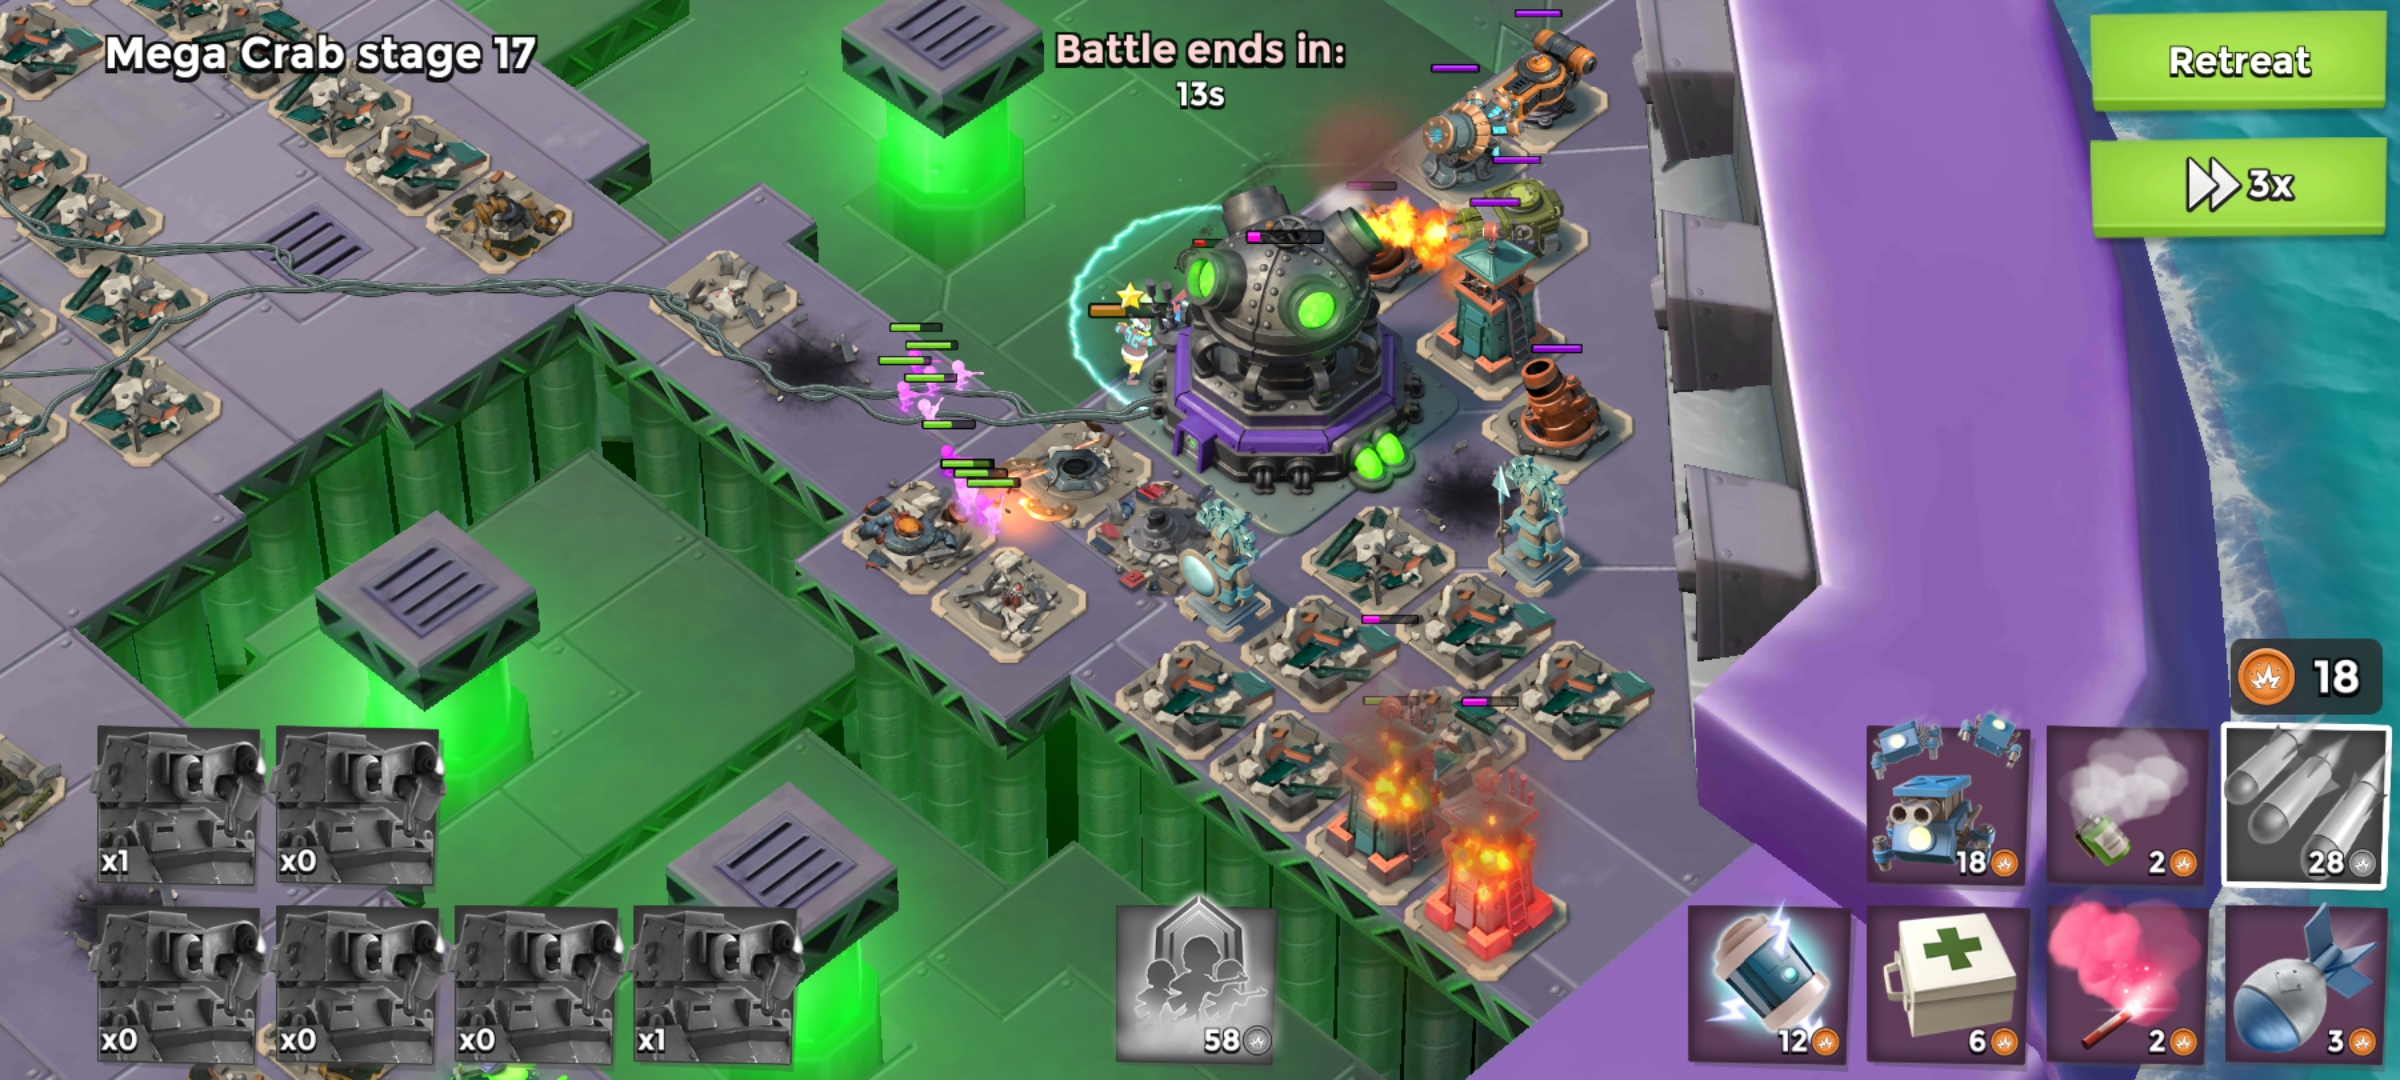 Mega Crab stage 17
Battle ends in:
13s
Retreat
3x
18
18
2
28
x1
x0
x0
x0
x0
x1
58
12
6
2
3